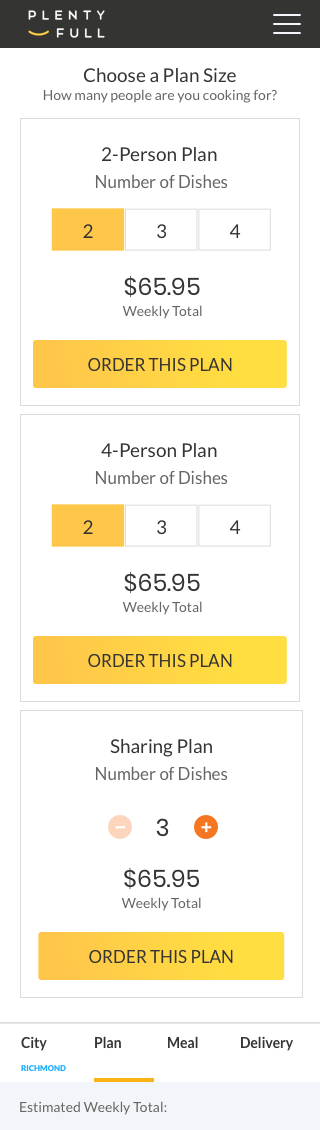 PLENTY
FULL
Choose a Plan Size
How many people are you cooking for?
2-Person Plan
Number of Dishes
2 3 4
$65.95
Weekly Total
ORDER THIS PLAN
4-Person Plan
Number of Dishes
2 3 4
$65.95
Weekly Total
ORDER THIS PLAN
Sharing Plan
Number of Dishes
− 3 +
$65.95
Weekly Total
ORDER THIS PLAN
City Plan Meal Delivery
RICHMOND
Estimated Weekly Total: